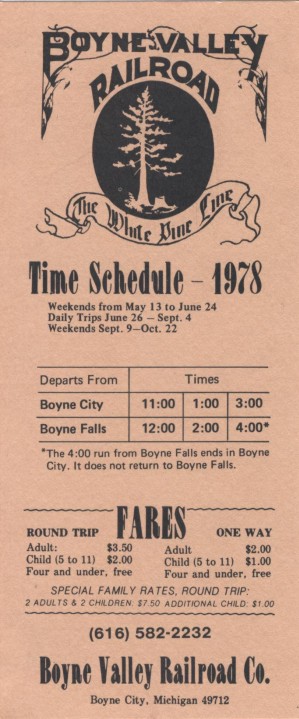 BOYNE VALLEY
RAILROAD
The White Pine Line
Time Schedule – 1978
Weekends from May 13 to June 24
Daily Trips June 26 – Sept. 4
Weekends Sept. 9–Oct. 22
Departs From Times
Boyne City 11:00 1:00 3:00
Boyne Falls 12:00 2:00 4:00*
*The 4:00 run from Boyne Falls ends in Boyne
City. It does not return to Boyne Falls.
FARES
ROUND TRIP ONE WAY
Adult: $3.50 Adult $2.00
Child (5 to 11) $2.00 Child (5 to 11) $1.00
Four and under, free Four and under, free
SPECIAL FAMILY RATES, ROUND TRIP:
2 ADULTS & 2 CHILDREN: $7.50 ADDITIONAL CHILD: $1.00
(616) 582-2232
Boyne Valley Railroad Co.
Boyne City, Michigan 49712